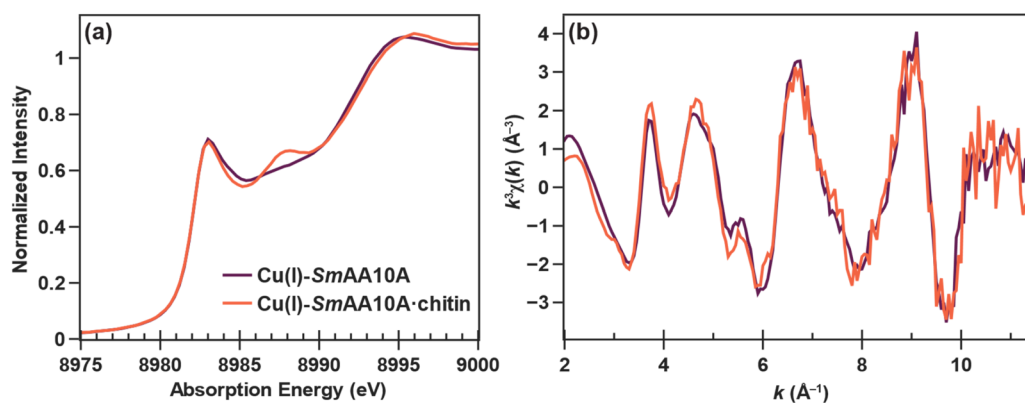 (a)
Normalized Intensity
1
0.8
0.6
0.4
0.2
0
Cu(I)-SmAA10A
Cu(I)-SmAA10A·chitin
8975 8980 8985 8990 8995 9000
Absorption Energy (eV)
(b)
k³χ(k) (Å⁻³)
4
3
2
1
0
−1
−2
−3
2 4 6 8 10
k (Å⁻¹)